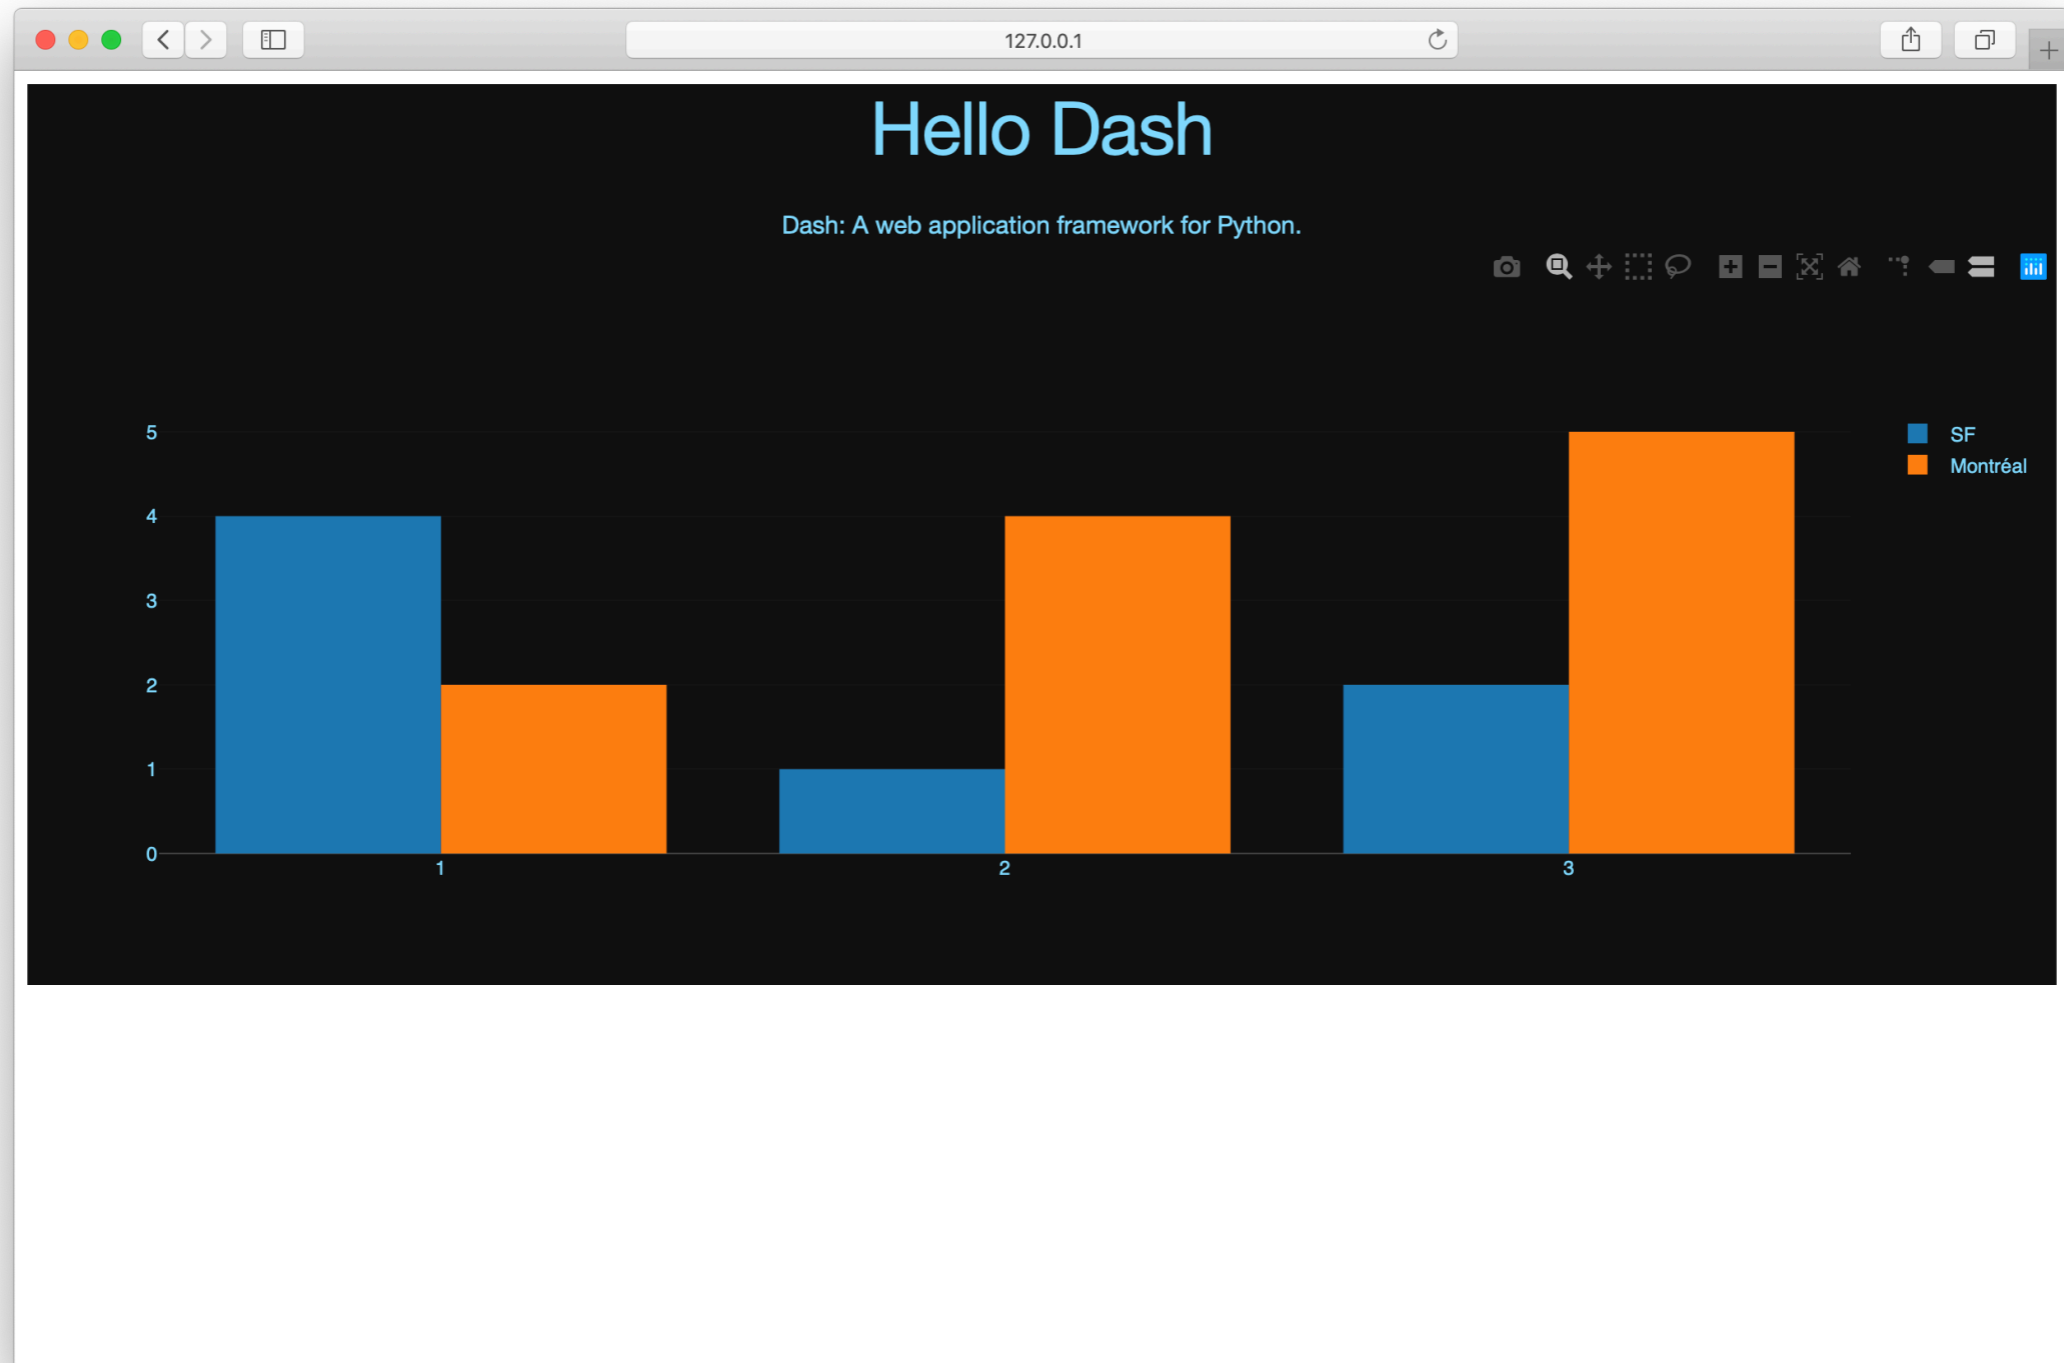 127.0.0.1
Hello Dash
Dash: A web application framework for Python.
5
4
3
2
1
0
1 2 3
SF
Montréal